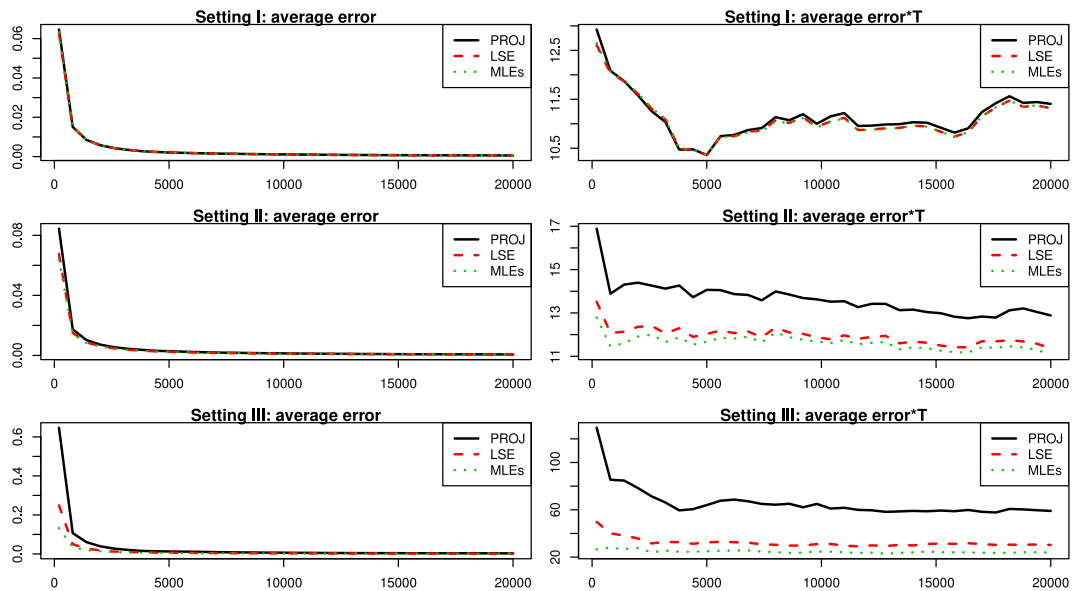 Setting I: average error
0.06
0.04
0.02
0.00
PROJ
LSE
MLEs
0 5000 10000 15000 20000
Setting I: average error*T
12.5
11.5
10.5
PROJ
LSE
MLEs
0 5000 10000 15000 20000
Setting II: average error
0.08
0.04
0.00
PROJ
LSE
MLEs
0 5000 10000 15000 20000
Setting II: average error*T
17
15
13
11
PROJ
LSE
MLEs
0 5000 10000 15000 20000
Setting III: average error
0.6
0.4
0.2
0.0
PROJ
LSE
MLEs
0 5000 10000 15000 20000
Setting III: average error*T
100
60
20
PROJ
LSE
MLEs
0 5000 10000 15000 20000